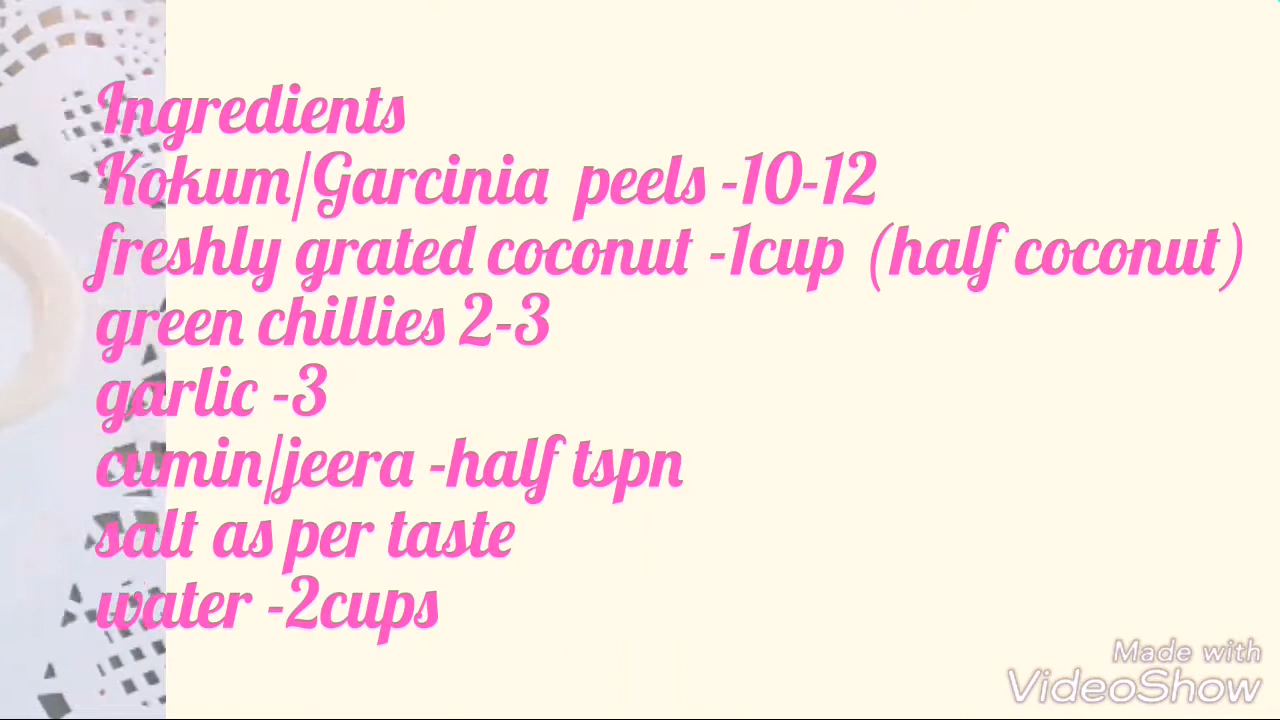 Ingredients
Kokum/Garcinia peels -10-12
freshly grated coconut -1cup (half coconut)
green chillies 2-3
garlic -3
cumin/jeera -half tspn
salt as per taste
water -2cups
Made with
VideoShow